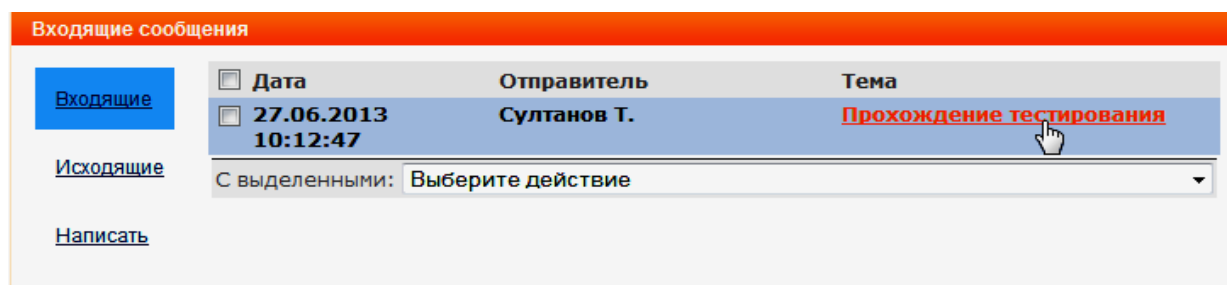 Входящие сообщения
Входящие
Дата Отправитель Тема
27.06.2013 Султанов Т. Прохождение тестирования
10:12:47
Исходящие
С выделенными: Выберите действие
Написать